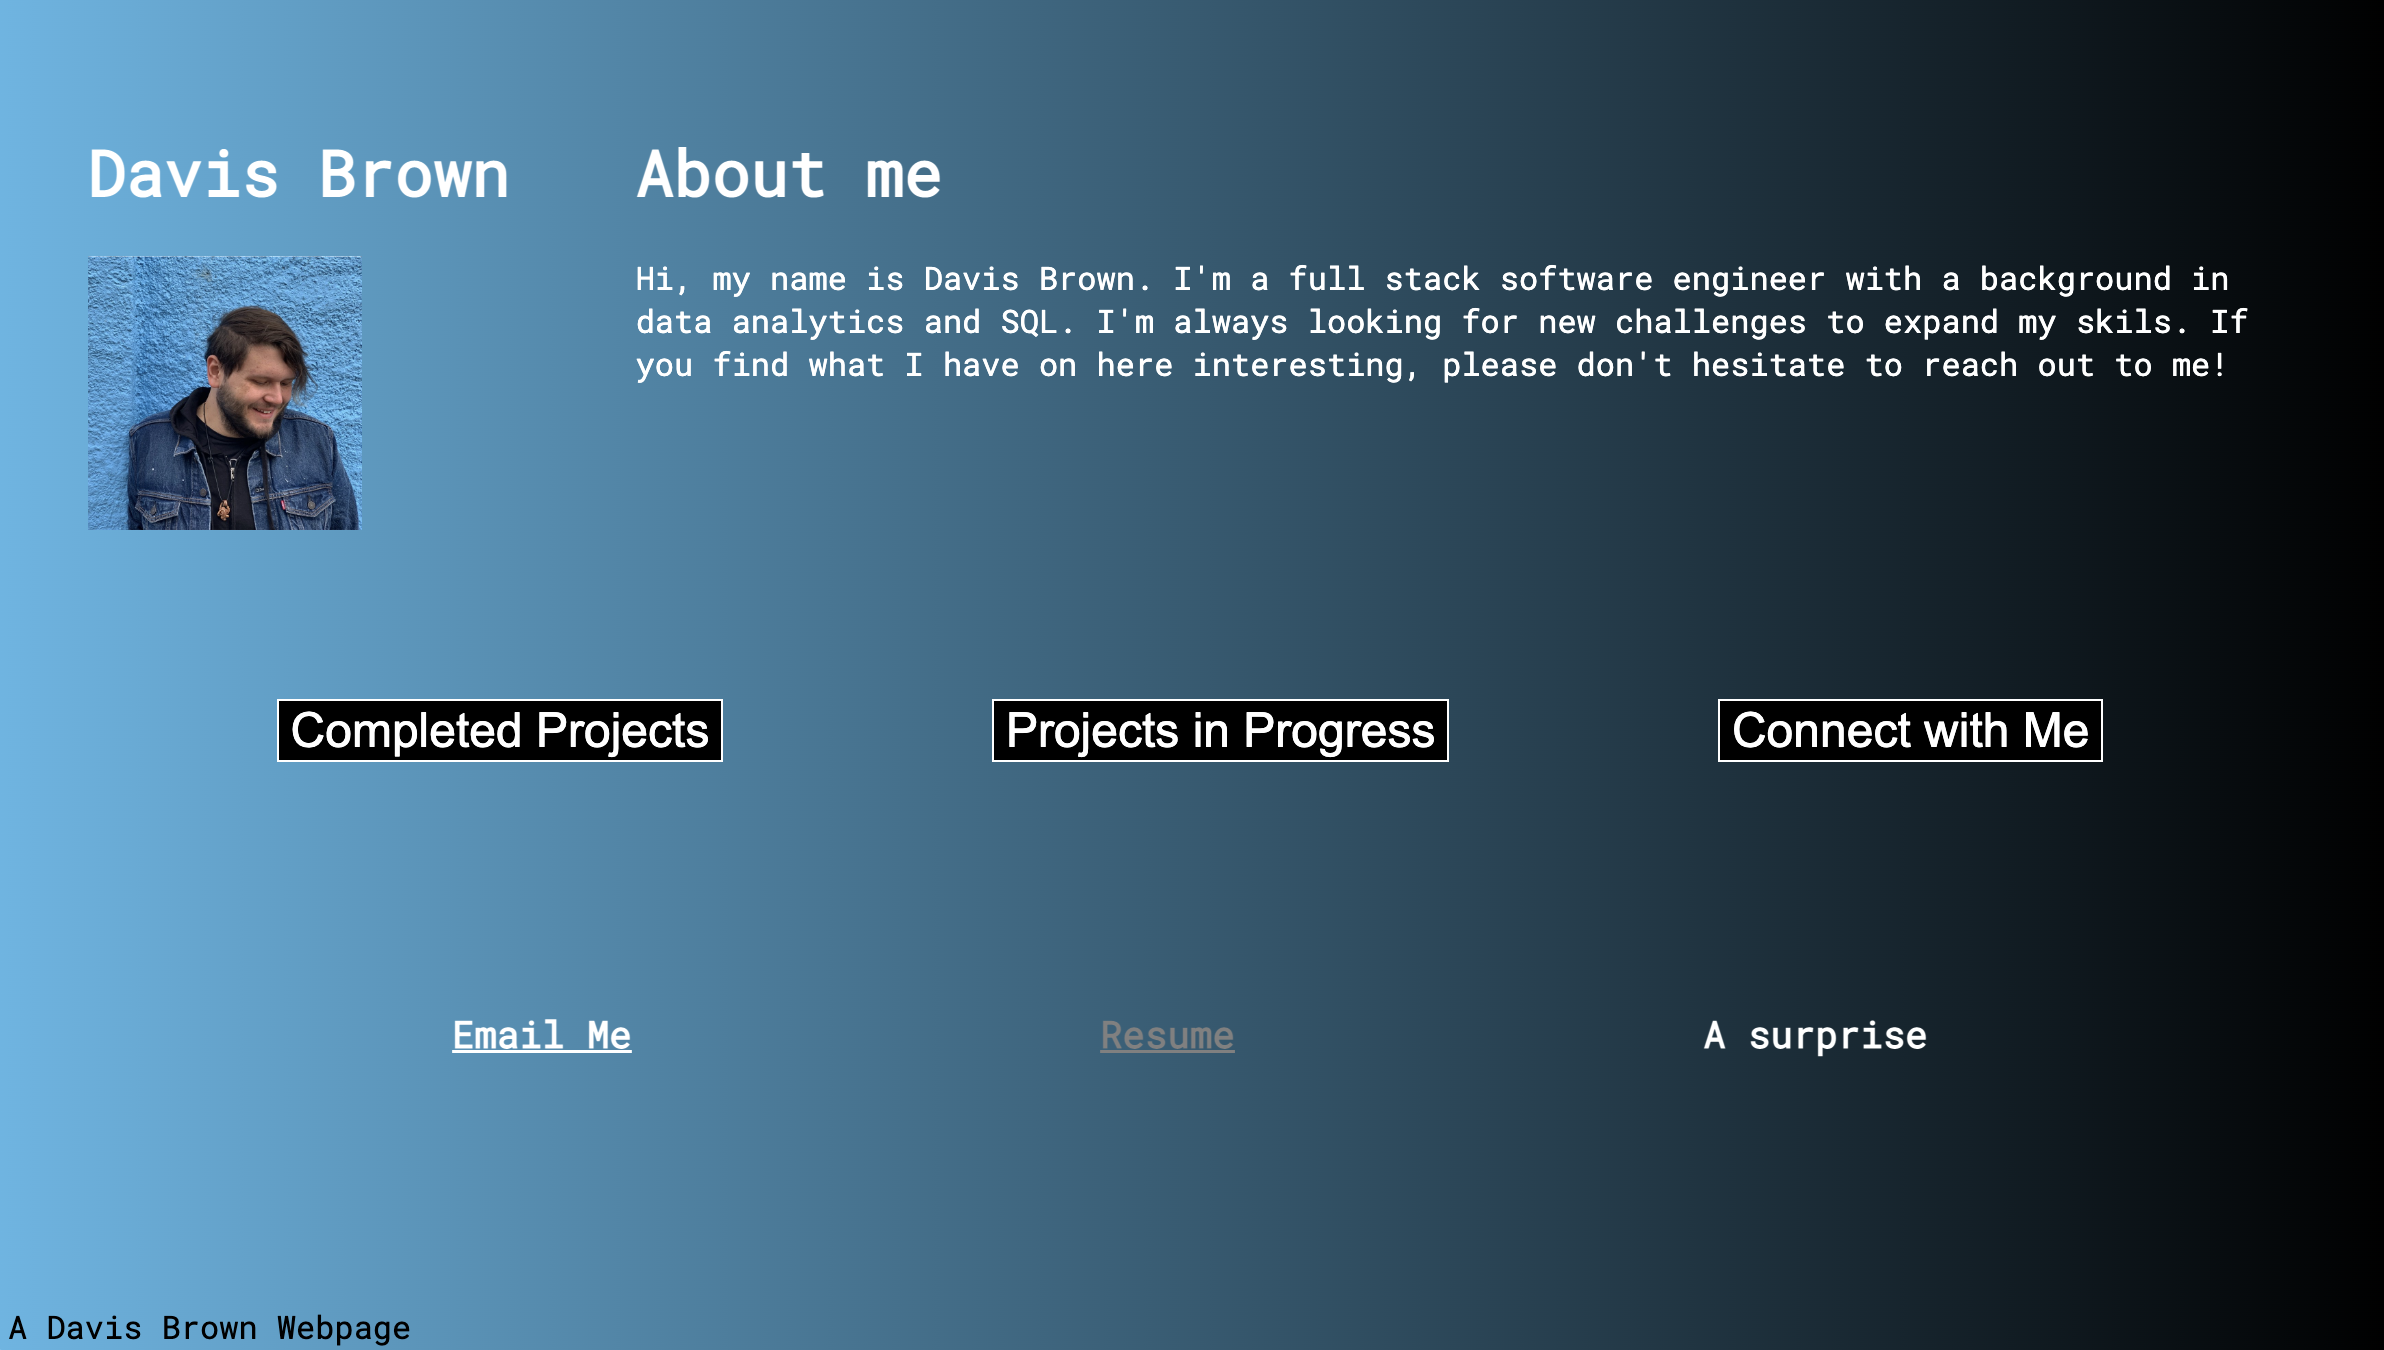 Davis Brown
About me
Hi, my name is Davis Brown. I'm a full stack software engineer with a background in
data analytics and SQL. I'm always looking for new challenges to expand my skils. If
you find what I have on here interesting, please don't hesitate to reach out to me!
Completed Projects
Projects in Progress
Connect with Me
Email Me
Resume
A surprise
A Davis Brown Webpage